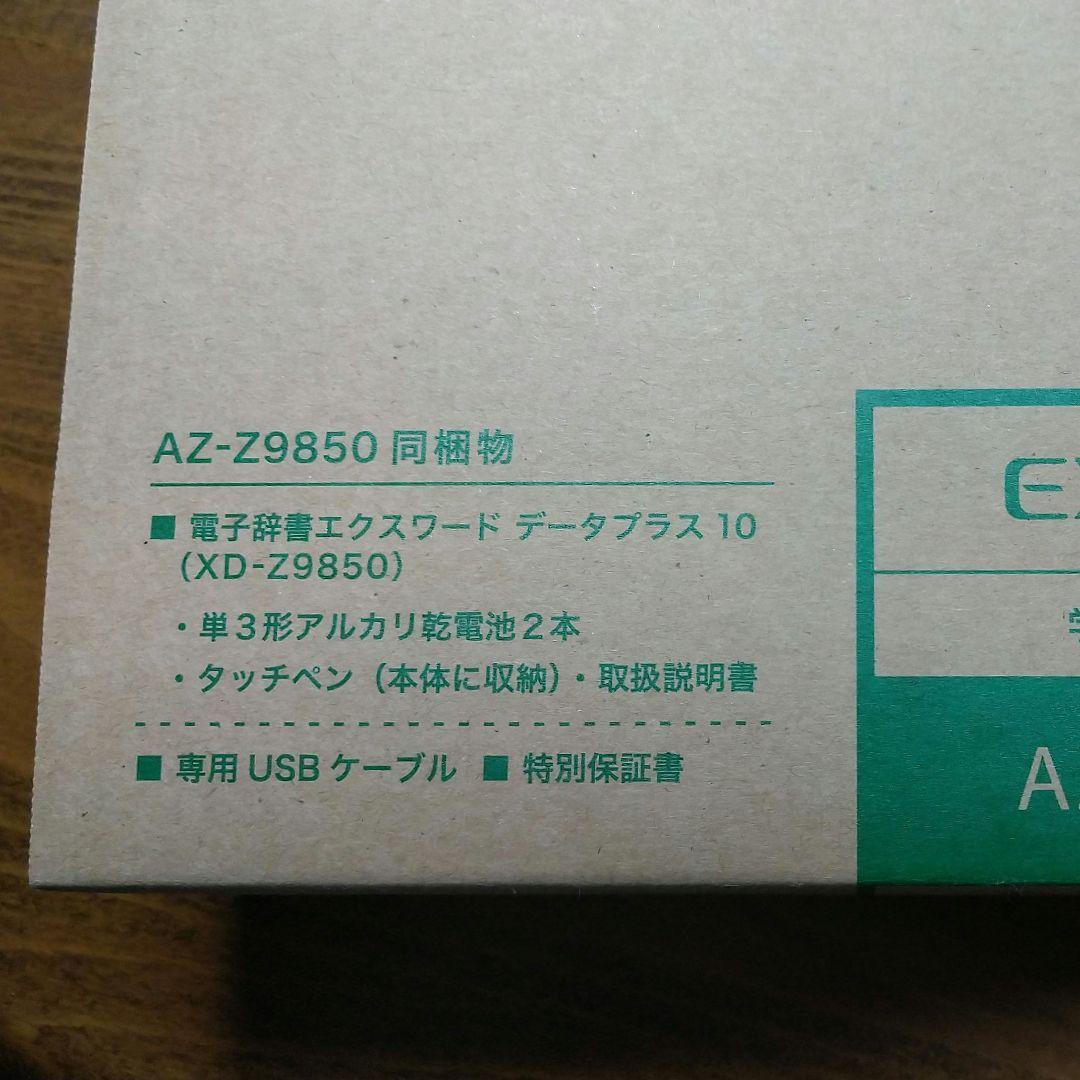 AZ-Z9850 同梱物
■ 電子辞書エクスワード データプラス 10
(XD-Z9850)
・単3形アルカリ乾電池2本
・タッチペン（本体に収納）・取扱説明書
■ 専用 USB ケーブル ■ 特別保証書